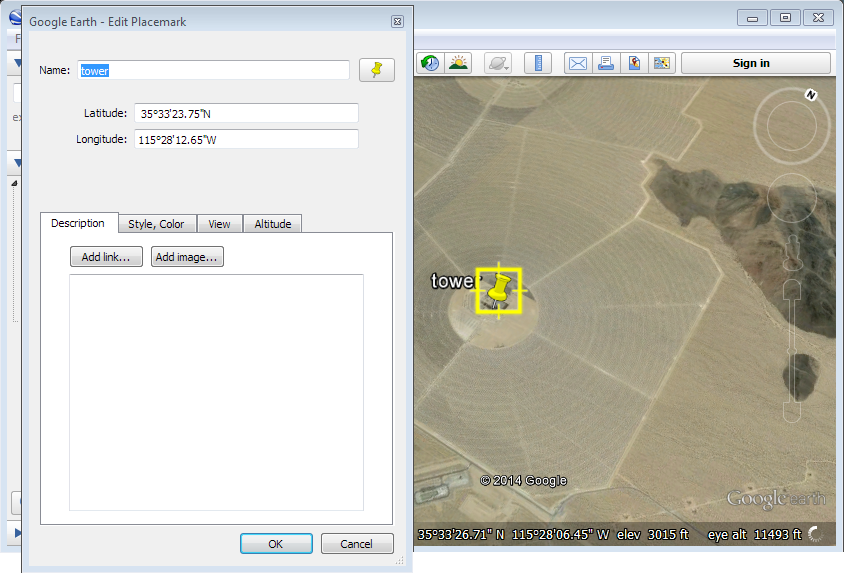 Google Earth - Edit Placemark
Name: tower
Latitude: 35°33'23.75"N
Longitude: 115°28'12.65"W
Description Style, Color View Altitude
Add link... Add image...
OK Cancel
Sign in
N
tower
© 2014 Google
Google earth
35°33'26.71" N 115°28'06.45" W elev 3015 ft eye alt 11493 ft